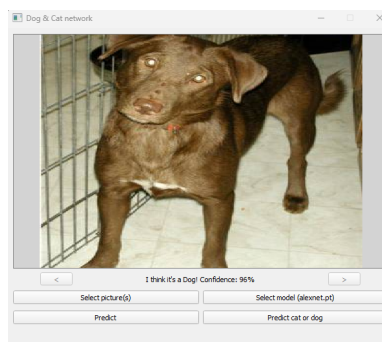 Dog & Cat network
< I think it's a Dog! Confidence: 96% >
Select picture(s) Select model (alexnet.pt)
Predict Predict cat or dog